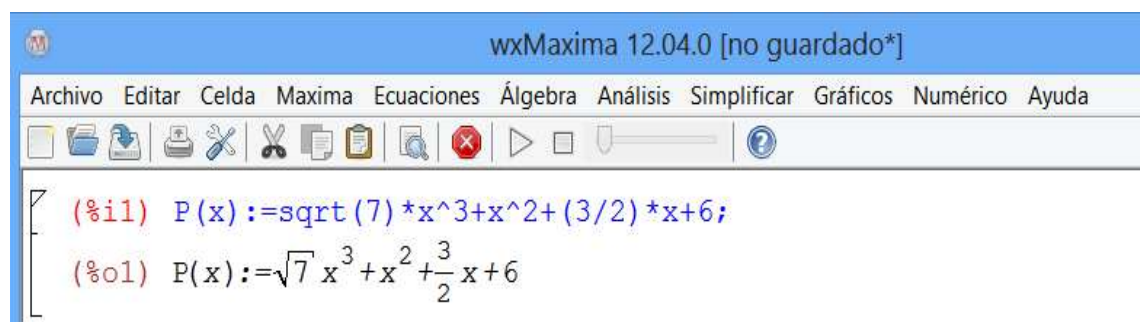 wxMaxima 12.04.0 [no guardado*]
Archivo Editar Celda Maxima Ecuaciones Álgebra Análisis Simplificar Gráficos Numérico Ayuda
(%i1) P(x):=sqrt(7)*x^3+x^2+(3/2)*x+6;
(%o1) P(x):=√7 x³+x²+3/2 x+6